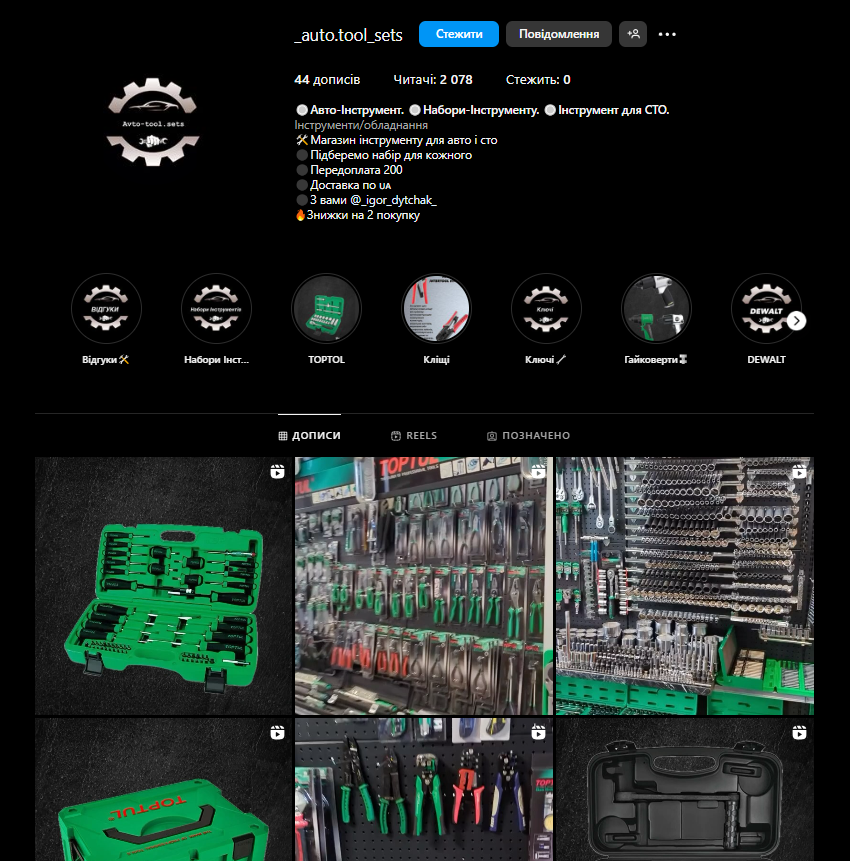 _auto.tool_sets
Стежити
Повідомлення
44 дописів
Читачі: 2 078
Стежить: 0
Авто-Інструмент. Набори-Інструменту. Інструмент для СТО.
Інструменти/обладнання
🛠Магазин інструменту для авто і сто
Підберемо набір для кожного
Передоплата 200
Доставка по ᴜᴀ
З вами @_igor_dytchak_
🔥Знижки на 2 покупку
Avto-tool.sets
ВІДГУКИ
Набори Інструментів
Ключі
DEWALT
Відгуки🛠
Набори Інст...
TOPTOL
Кліщі
Ключі🔧
Гайковерти
DEWALT
ДОПИСИ
REELS
ПОЗНАЧЕНО
TOPTUL
TOPTUL